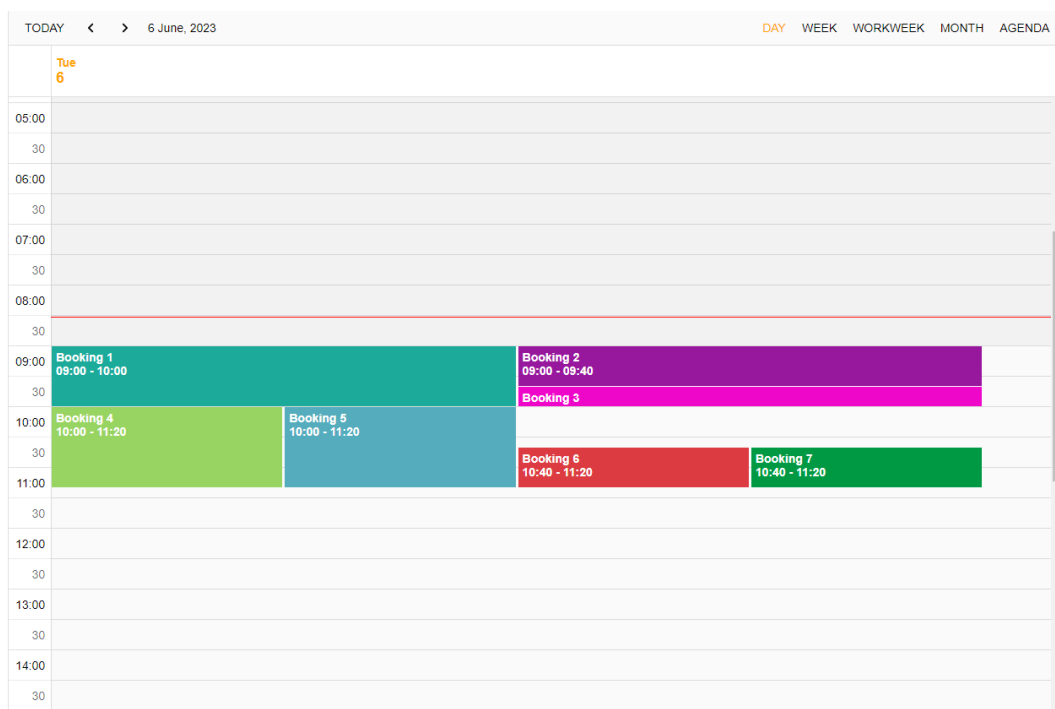 TODAY 6 June, 2023 DAY WEEK WORKWEEK MONTH AGENDA
Tue
6
05:00
30
06:00
30
07:00
30
08:00
30
09:00
Booking 1
09:00 - 10:00
Booking 2
09:00 - 09:40
30
Booking 3
10:00
Booking 4
10:00 - 11:20
Booking 5
10:00 - 11:20
30
Booking 6
10:40 - 11:20
Booking 7
10:40 - 11:20
11:00
30
12:00
30
13:00
30
14:00
30